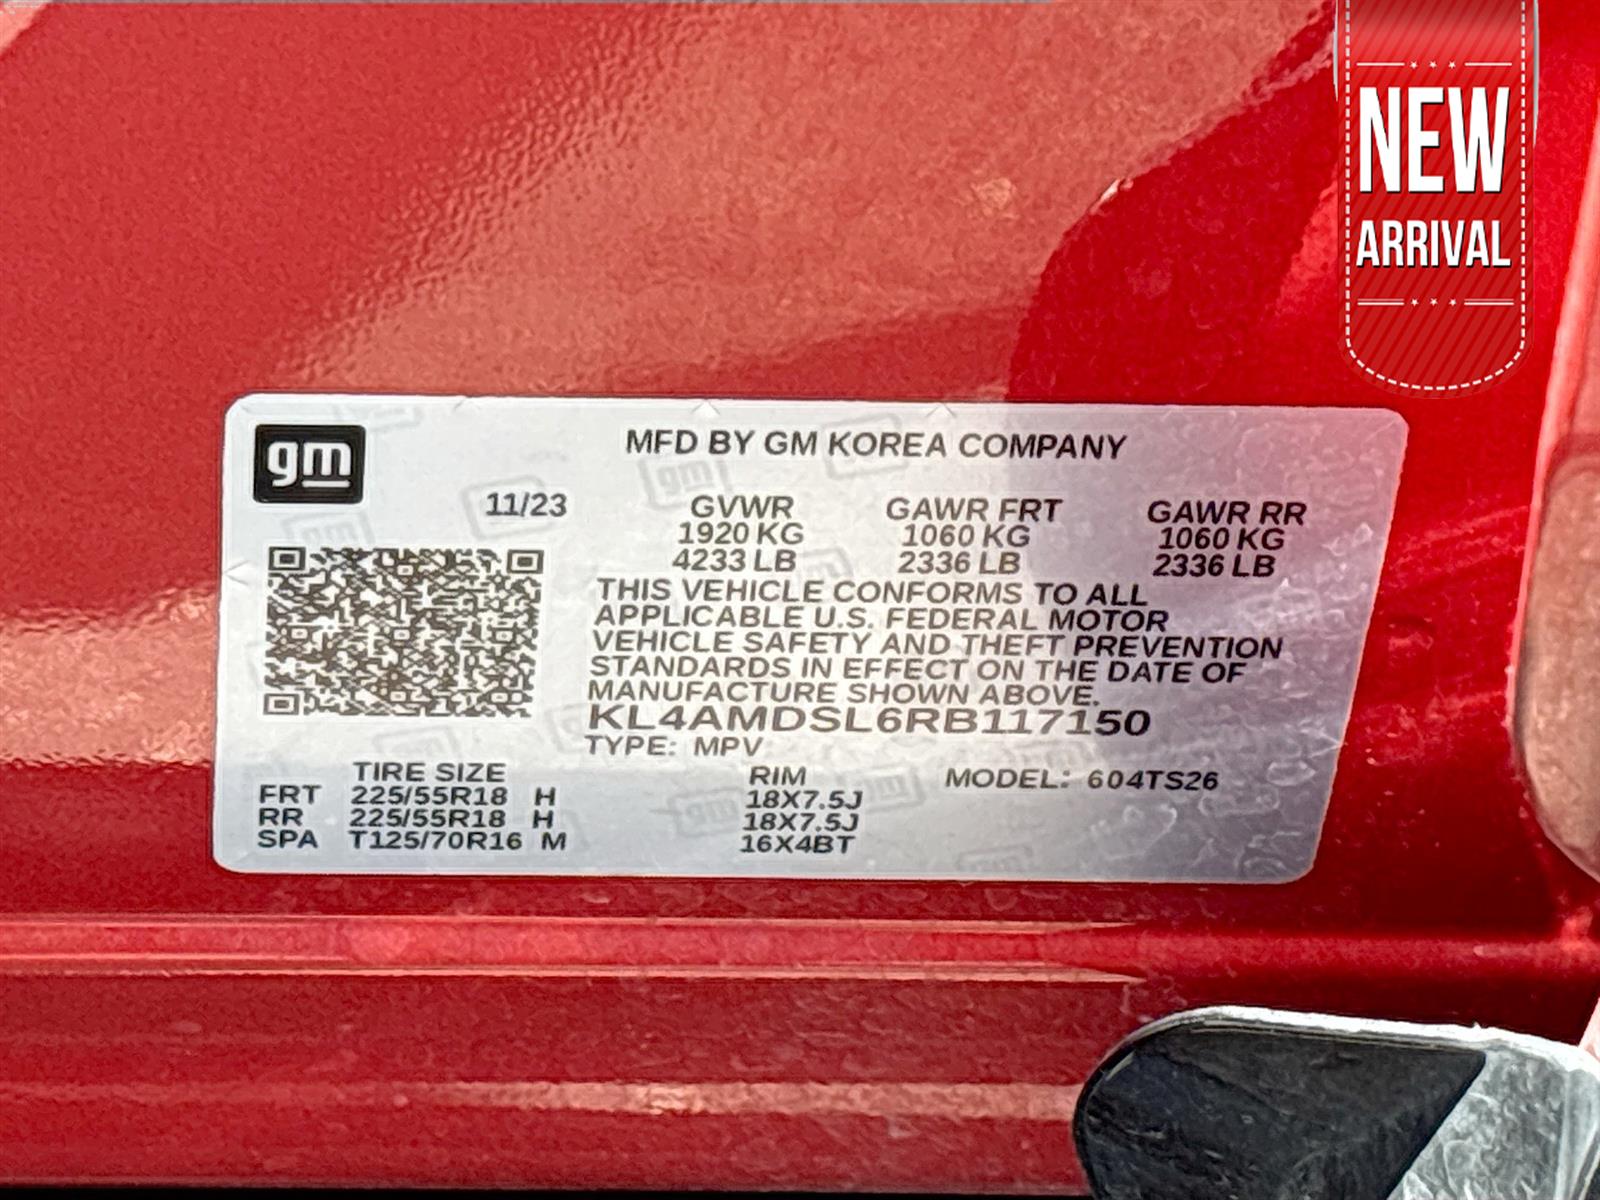 NEW
ARRIVAL
gm
MFD BY GM KOREA COMPANY
11/23
GVWR GAWR FRT GAWR RR
1920 KG 1060 KG 1060 KG
4233 LB 2336 LB 2336 LB
THIS VEHICLE CONFORMS TO ALL
APPLICABLE U.S. FEDERAL MOTOR
VEHICLE SAFETY AND THEFT PREVENTION
STANDARDS IN EFFECT ON THE DATE OF
MANUFACTURE SHOWN ABOVE.
KL4AMDSL6RB117150
TYPE: MPV
TIRE SIZE RIM MODEL: 604TS26
FRT 225/55R18 H 18X7.5J
RR 225/55R18 H 18X7.5J
SPA T125/70R16 M 16X4BT